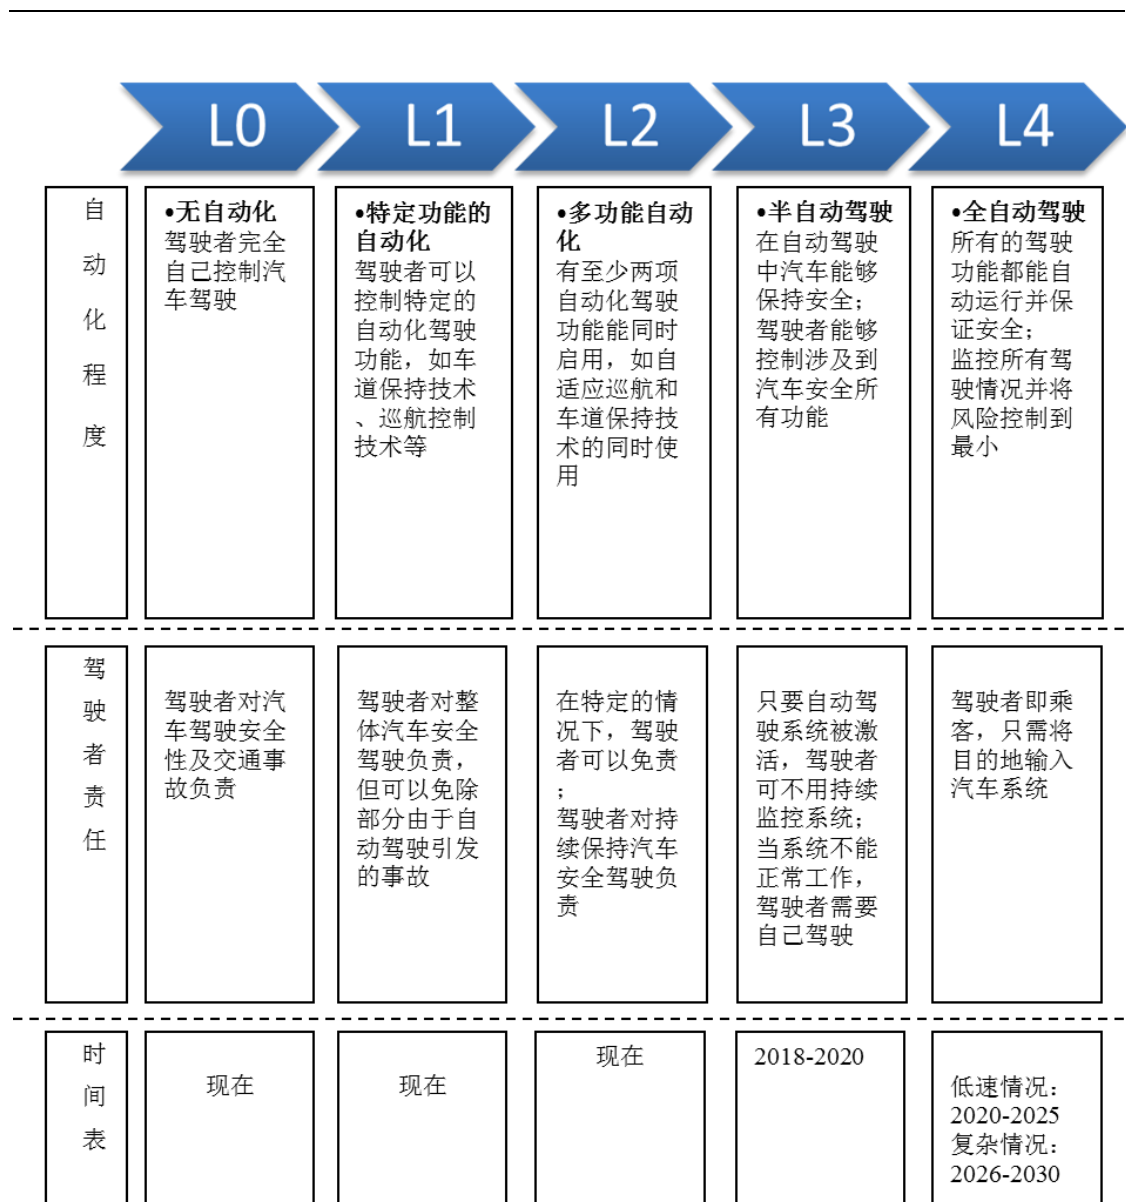 L0
L1
L2
L3
L4
自
动
化
程
度
•无自动化
驾驶者完全
自己控制汽
车驾驶
•特定功能的
自动化
驾驶者可以
控制特定的
自动化驾驶
功能，如车
道保持技术
、巡航控制
技术等
•多功能自动
化
有至少两项
自动化驾驶
功能能同时
启用，如自
适应巡航和
车道保持技
术的同时使
用
•半自动驾驶
在自动驾驶
中汽车能够
保持安全；
驾驶者能够
控制涉及到
汽车安全所
有功能
•全自动驾驶
所有的驾驶
功能都能自
动运行并保
证安全；
监控所有驾
驶情况并将
风险控制到
最小
驾
驶
者
责
任
驾驶者对汽
车驾驶安全
性及交通事
故负责
驾驶者对整
体汽车安全
驾驶负责，
但可以免除
部分由于自
动驾驶引发
的事故
在特定的情
况下，驾驶
者可以免责
；
驾驶者对持
续保持汽车
安全驾驶负
责
只要自动驾
驶系统被激
活，驾驶者
可不用持续
监控系统；
当系统不能
正常工作，
驾驶者需要
自己驾驶
驾驶者即乘
客，只需将
目的地输入
汽车系统
时
间
表
现在
现在
现在
2018-2020
低速情况：
2020-2025
复杂情况：
2026-2030